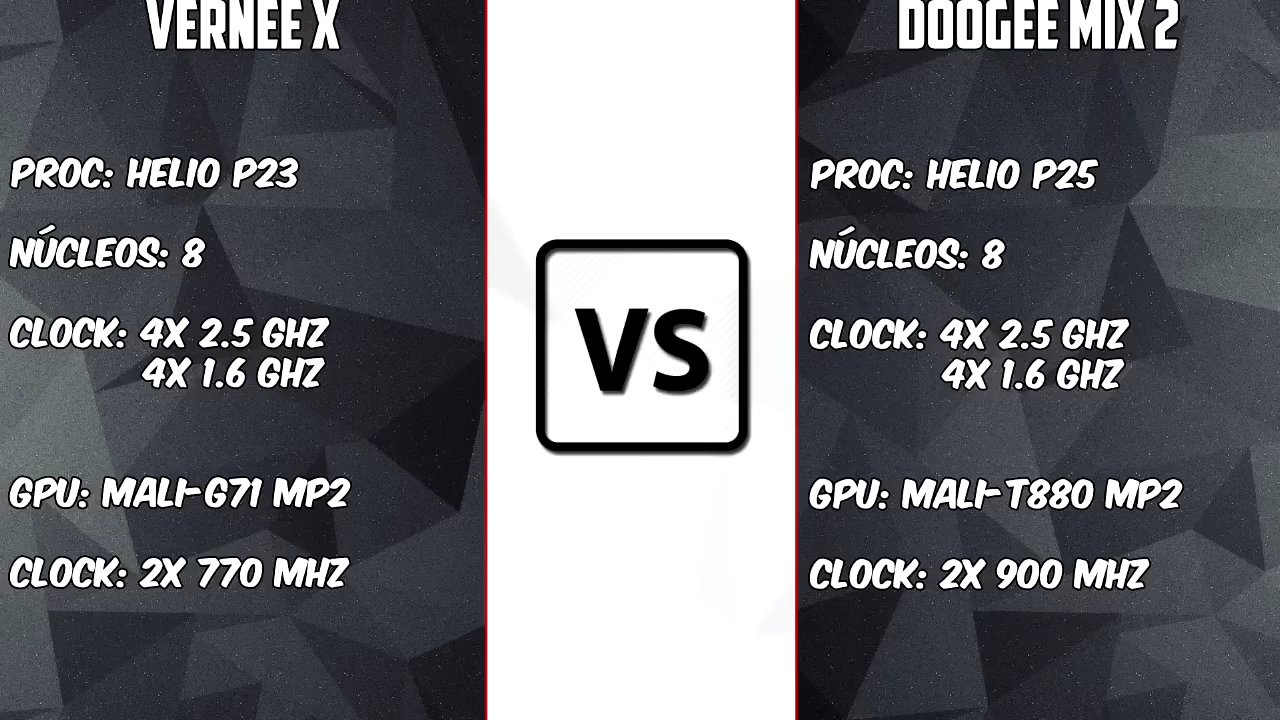 VERNEE X
PROC: HELIO P23
NÚCLEOS: 8
CLOCK: 4X 2.5 GHZ
4X 1.6 GHZ
GPU: MALI-G71 MP2
CLOCK: 2X 770 MHZ
VS
DOOGEE MIX 2
PROC: HELIO P25
NÚCLEOS: 8
CLOCK: 4X 2.5 GHZ
4X 1.6 GHZ
GPU: MALI-T880 MP2
CLOCK: 2X 900 MHZ